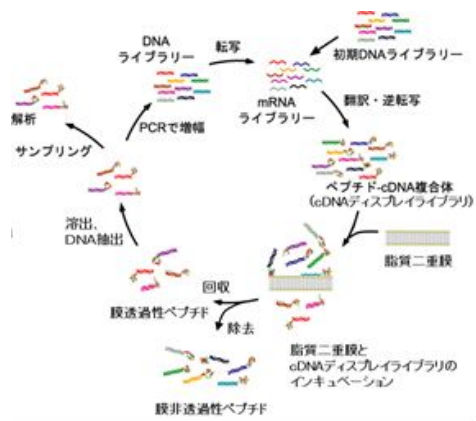 DNA
ライブラリー
転写
初期DNAライブラリー
mRNA
ライブラリー
翻訳・逆転写
ペプチド-cDNA複合体
(cDNAディスプレイライブラリ)
脂質二重膜
脂質二重膜と
cDNAディスプレイライブラリの
インキュベーション
回収
除去
膜透過性ペプチド
膜非透過性ペプチド
溶出、
DNA抽出
サンプリング
解析
PCRで増幅